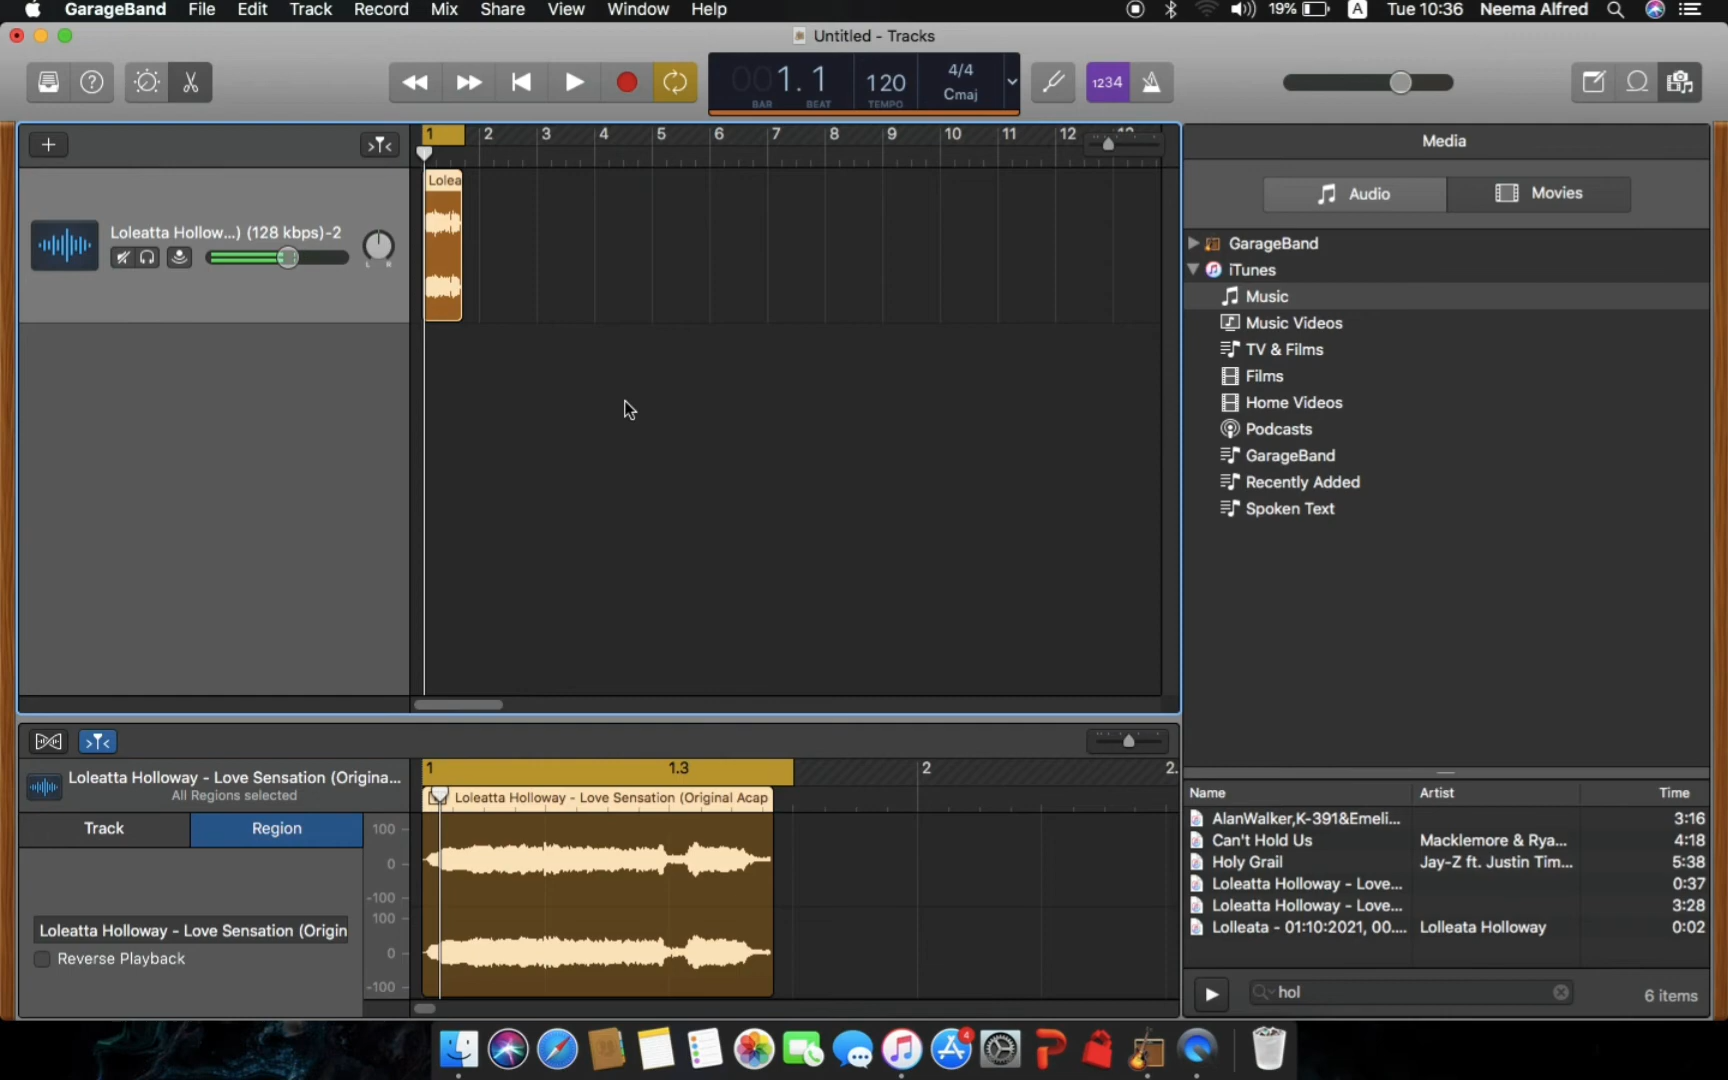 GarageBand File Edit Track Record Mix Share View Window Help 19% A Tue 10:36 Neema Alfred
Untitled - Tracks
001.1 120 4/4 Cmaj
BAR BEAT TEMPO
1234
1 2 3 4 5 6 7 8 9 10 11 12
Lolea
Loleatta Hollow...) (128 kbps)-2
L R
Media
Audio Movies
GarageBand
iTunes
Music
Music Videos
TV & Films
Films
Home Videos
Podcasts
GarageBand
Recently Added
Spoken Text
Loleatta Holloway - Love Sensation (Origina...
All Regions selected
Track Region
Loleatta Holloway - Love Sensation (Origin
Reverse Playback
1 1.3 2 2.
Loleatta Holloway - Love Sensation (Original Acap
100
0
-100
100
0
-100
Name Artist Time
AlanWalker,K-391&Emeli... 3:16
Can't Hold Us Macklemore & Rya... 4:18
Holy Grail Jay-Z ft. Justin Tim... 5:38
Loleatta Holloway - Love... 0:37
Loleatta Holloway - Love... 3:28
Lolleata - 01:10:2021, 00.... Lolleata Holloway 0:02
hol
6 items
4